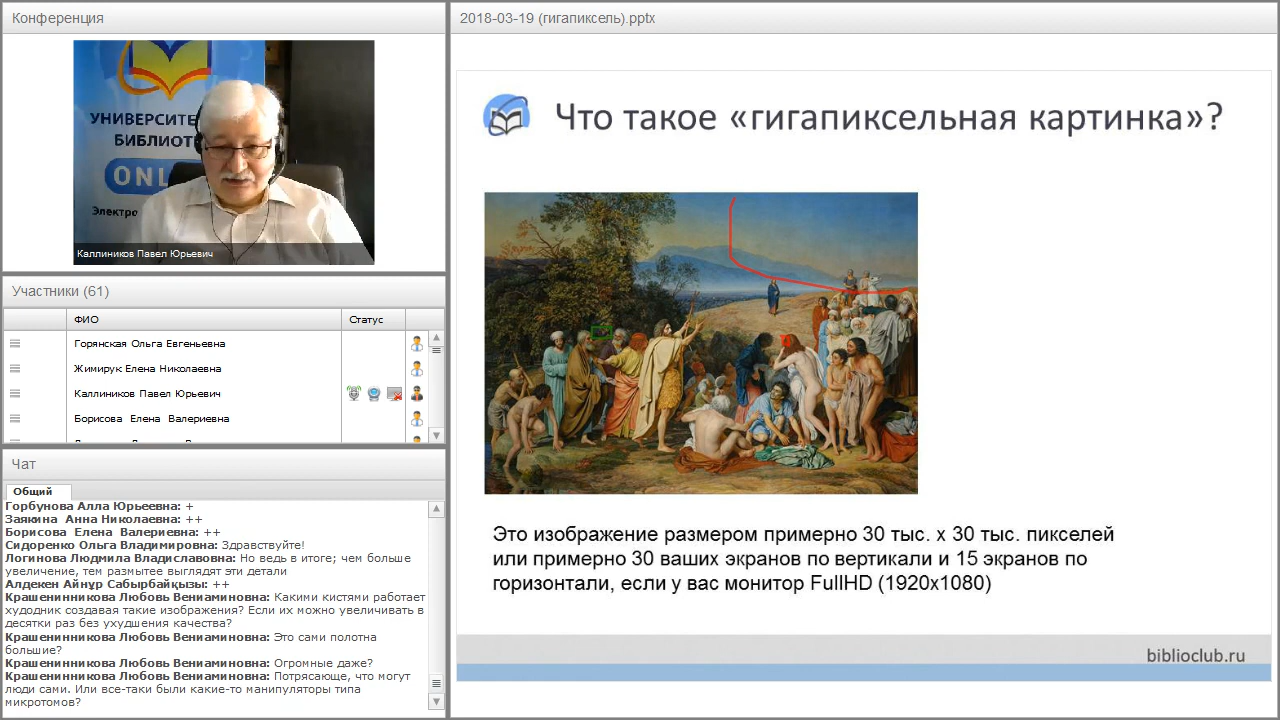 Конференция
УНИВЕРСИТЕ
БИБЛИОТ
ONL
Электро
Каллиников Павел Юрьевич
Участники (61)
ФИО Статус
Горянская Ольга Евгеньевна
Жимирук Елена Николаевна
Каллиников Павел Юрьевич
Борисова Елена Валериевна
Чат
Общий
Горбунова Алла Юрьевна: +
Заякина Анна Николаевна: ++
Борисова Елена Валериевна: ++
Сидоренко Ольга Владимировна: Здравствуйте!
Логинова Людмила Владиславовна: Но ведь в итоге; чем больше
увеличение, тем размытее выглядят эти детали
Алдекен Айнұр Сабырбайқызы: ++
Крашенинникова Любовь Вениаминовна: Какими кистями работает
худодник создавая такие изображения? Если их можно увеличивать в
десятки раз без ухудшения качества?
Крашенинникова Любовь Вениаминовна: Это сами полотна
большие?
Крашенинникова Любовь Вениаминовна: Огромные даже?
Крашенинникова Любовь Вениаминовна: Потрясающе, что могут
люди сами. Или все-таки были какие-то манипуляторы типа
микротомов?
2018-03-19 (гигапиксель).pptx
Что такое «гигапиксельная картинка»?
Это изображение размером примерно 30 тыс. x 30 тыс. пикселей
или примерно 30 ваших экранов по вертикали и 15 экранов по
горизонтали, если у вас монитор FullHD (1920x1080)
biblioclub.ru